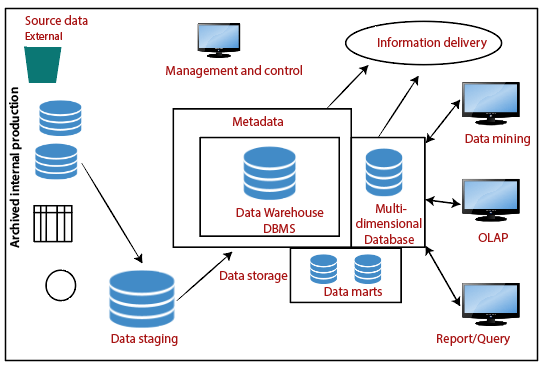 Source data
External
Archived internal production
Management and control
Information delivery
Metadata
Data Warehouse
DBMS
Multi-
dimensional
Database
Data mining
OLAP
Report/Query
Data storage
Data marts
Data staging